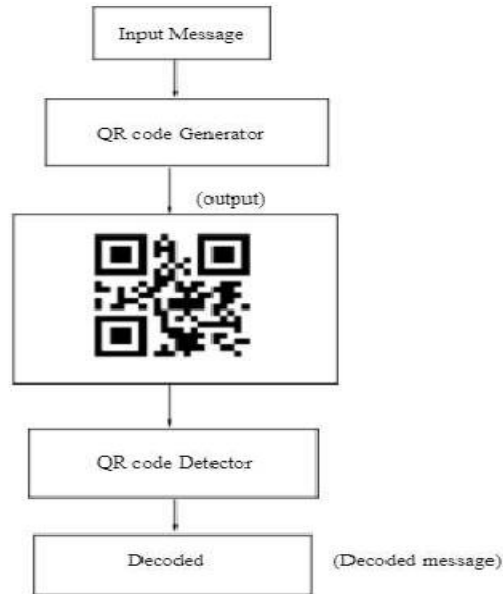 Input Message
QR code Generator
(output)
QR code Detector
Decoded
(Decoded message)